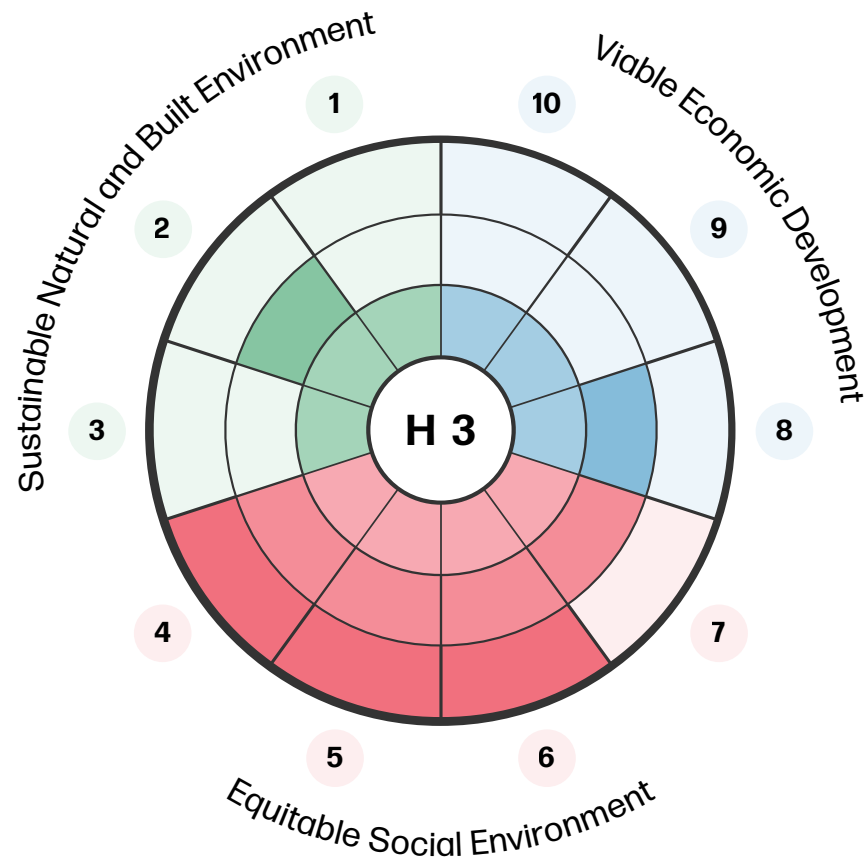 Sustainable Natural and Built Environment
Viable Economic Development
1
10
2
9
3
H 3
8
4
7
5
6
Equitable Social Environment